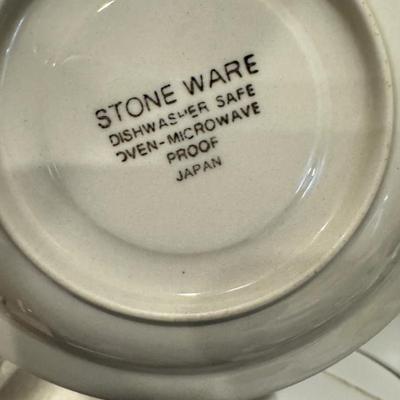 STONE WARE
DISHWASHER SAFE
OVEN-MICROWAVE
PROOF
JAPAN